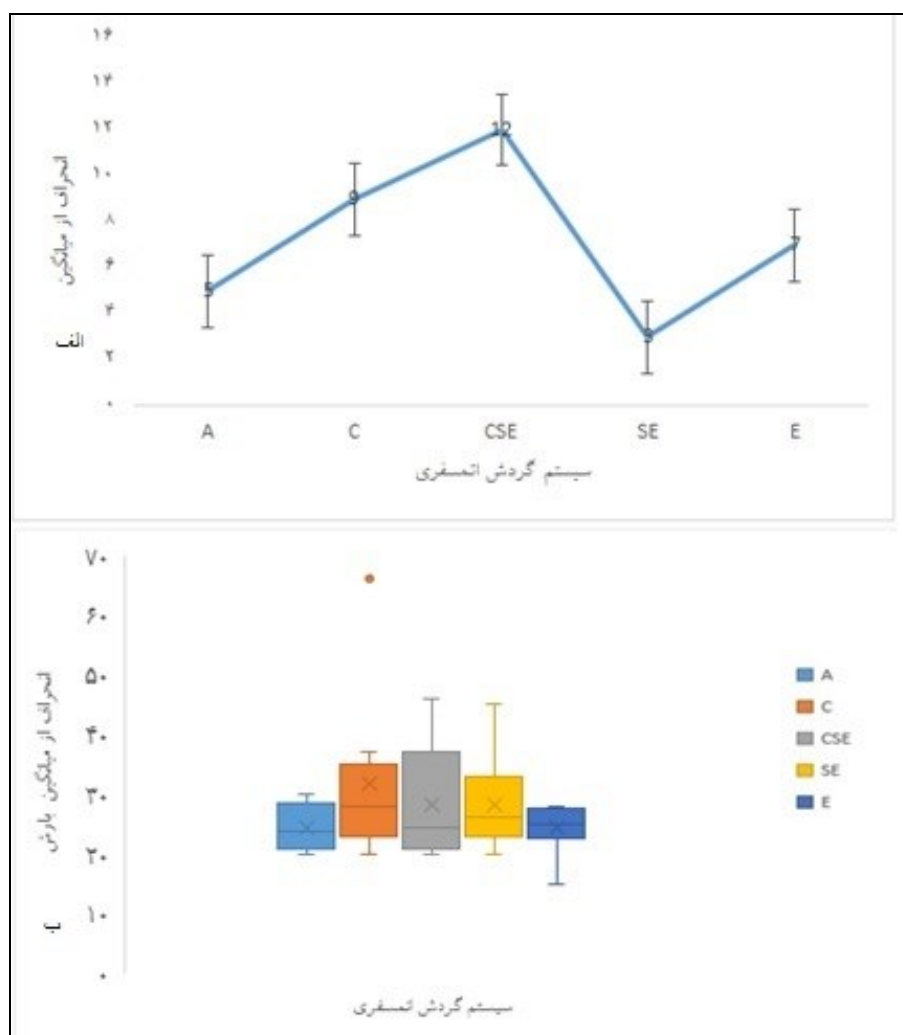 ۱۶
۱۴
۱۲
۱۰
۸
۶
۴
۲
۰
انحراف از میانگین
الف
5
9
12
3
7
A C CSE SE E
سیستم گردش اتمسفری
۷۰
۶۰
۵۰
۴۰
۳۰
۲۰
۱۰
۰
انحراف از میانگین بارش
ب
A
C
CSE
SE
E
سیستم گردش اتمسفری